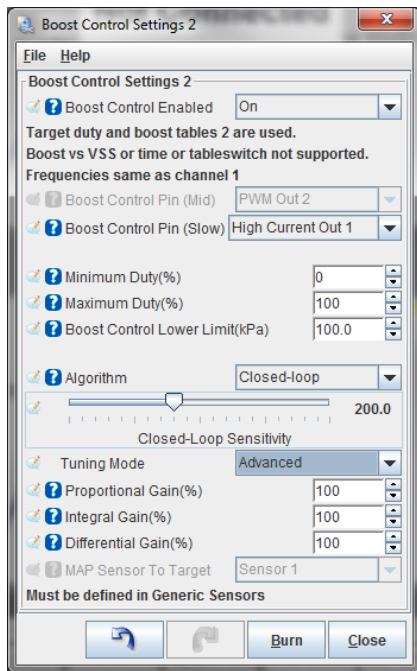 Boost Control Settings 2
File Help
Boost Control Settings 2
Boost Control Enabled On
Target duty and boost tables 2 are used.
Boost vs VSS or time or tableswitch not supported.
Frequencies same as channel 1
Boost Control Pin (Mid) PWM Out 2
Boost Control Pin (Slow) High Current Out 1
Minimum Duty(%) 0
Maximum Duty(%) 100
Boost Control Lower Limit(kPa) 100.0
Algorithm Closed-loop
200.0
Closed-Loop Sensitivity
Tuning Mode Advanced
Proportional Gain(%) 100
Integral Gain(%) 100
Differential Gain(%) 100
MAP Sensor To Target Sensor 1
Must be defined in Generic Sensors
Burn Close